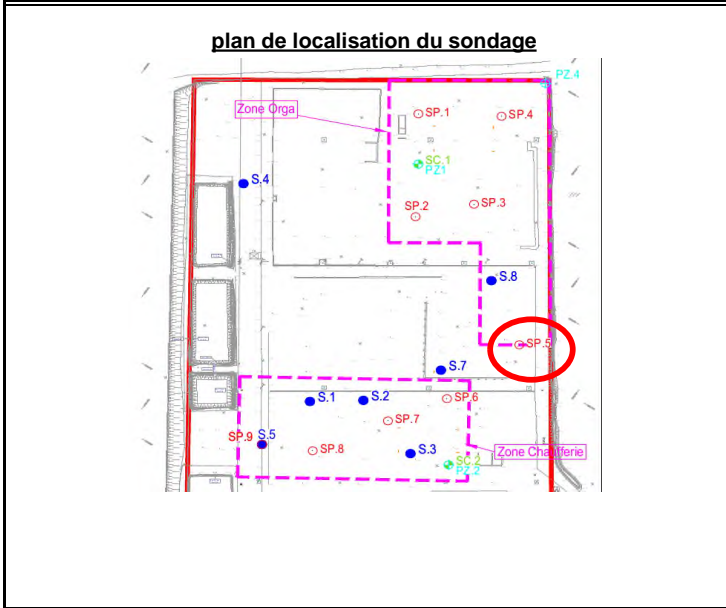 plan de localisation du sondage
PZ.4
Zone Orga
SP.1
SP.4
SC.1
PZ1
S.4
SP.3
SP.2
S.8
SP.5
S.7
S.1
S.2
SP.6
SP.7
SP.9
S.5
SP.8
S.3
Zone Chaufferie
SC.2
PZ.2